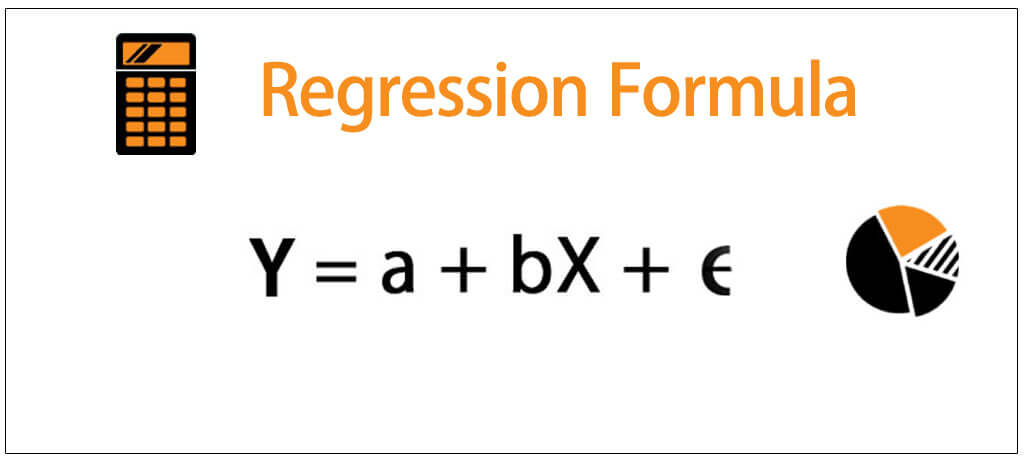 Regression Formula
Y = a + bX + ϵ